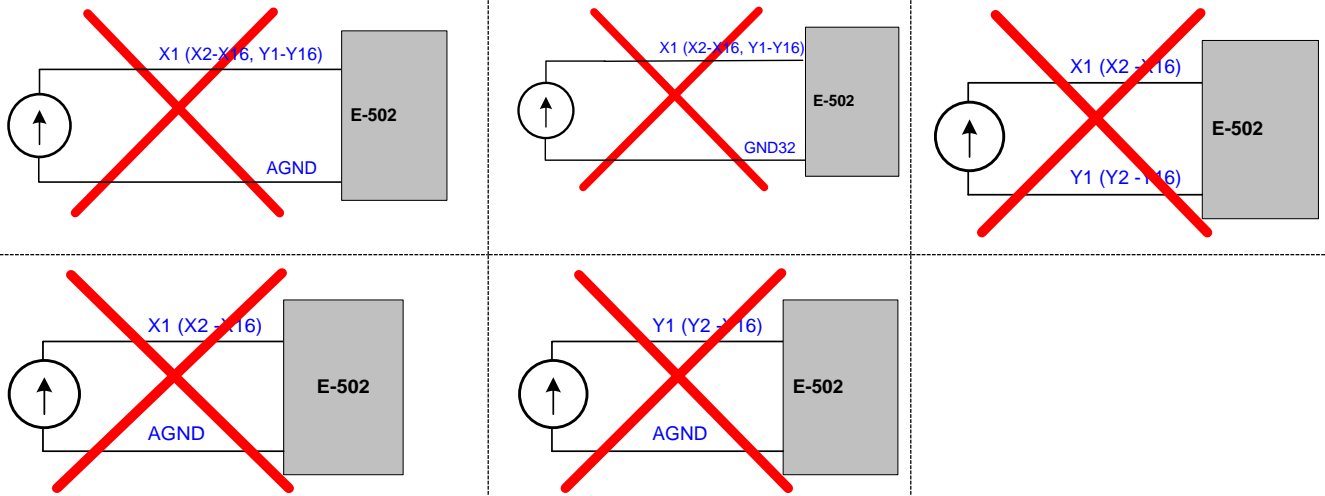 X1 (X2-X16, Y1-Y16)
E-502
AGND
X1 (X2-X16, Y1-Y16)
E-502
GND32
X1 (X2 -X16)
E-502
Y1 (Y2 -Y16)
X1 (X2 -X16)
E-502
AGND
Y1 (Y2 -Y16)
E-502
AGND